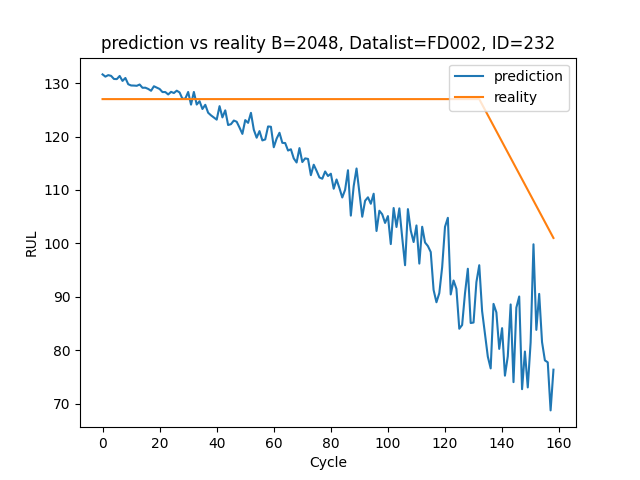 prediction vs reality B=2048, Datalist=FD002, ID=232
prediction
reality
RUL
130
120
110
100
90
80
70
0 20 40 60 80 100 120 140 160
Cycle